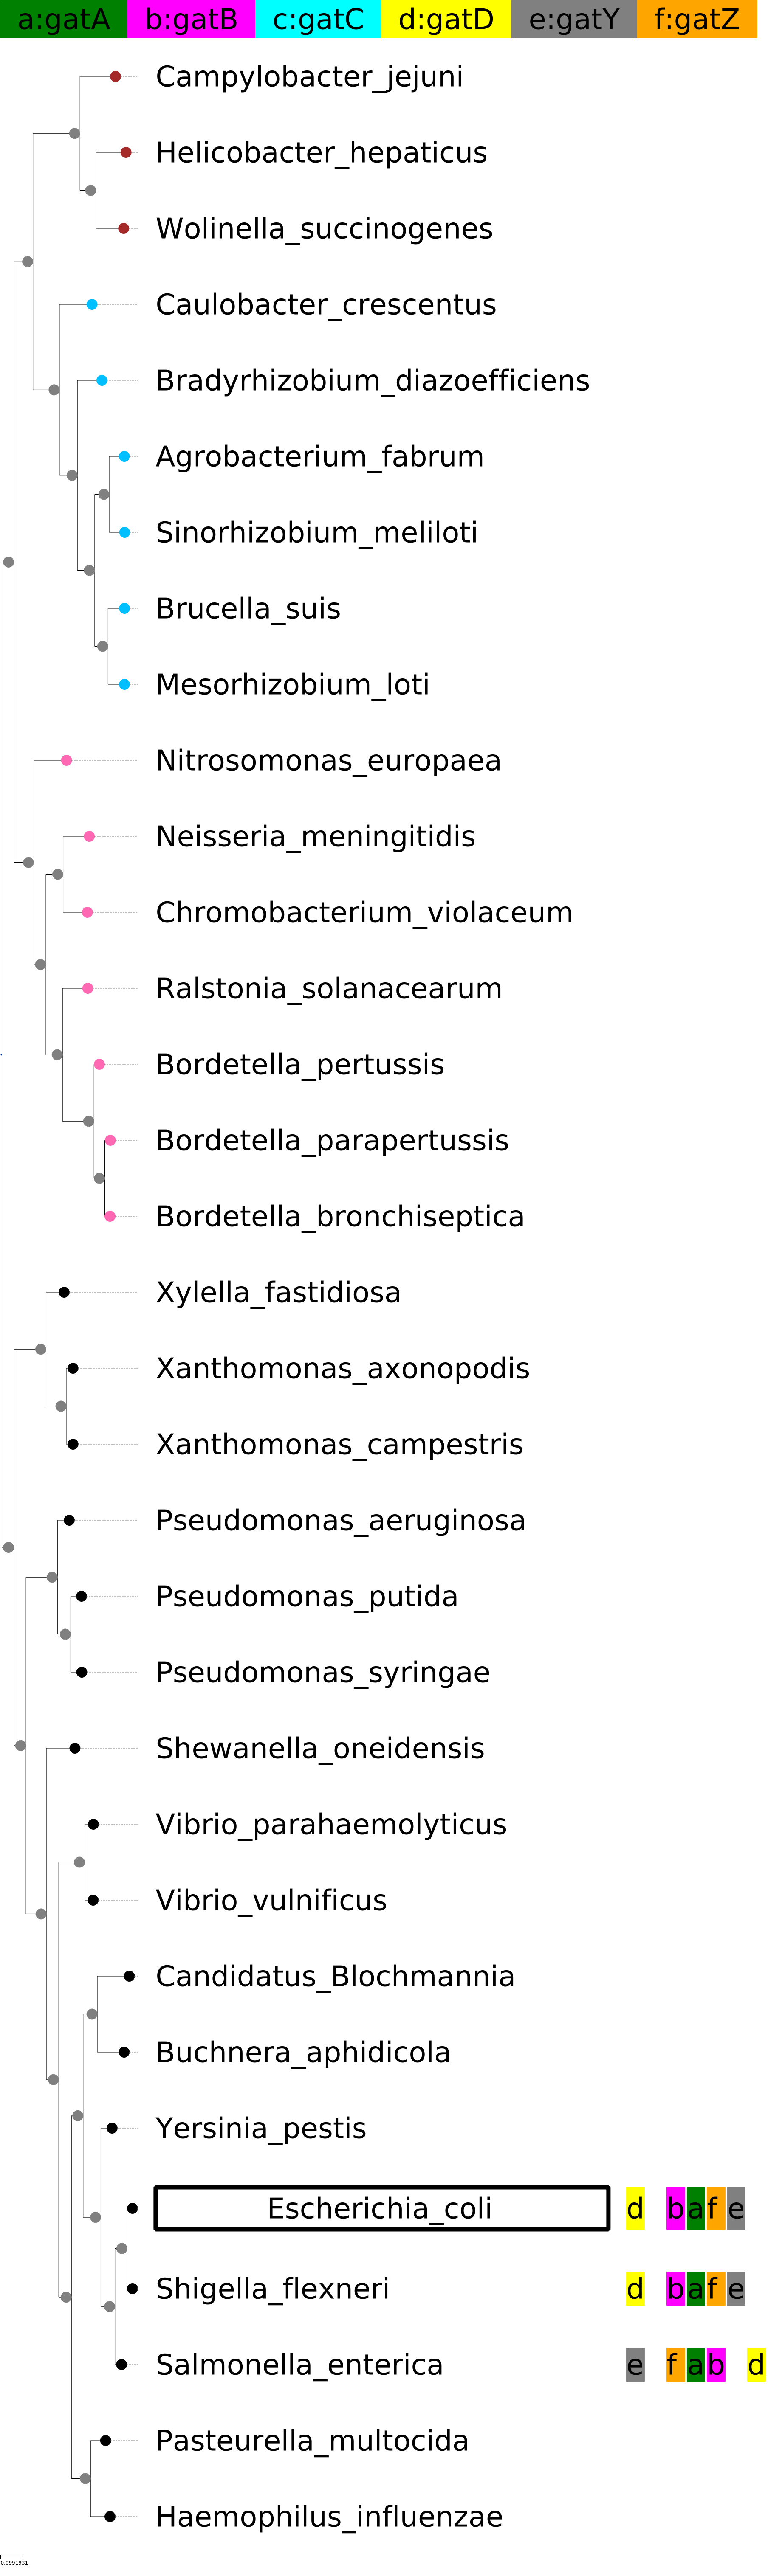 a:gatA b:gatB c:gatC d:gatD e:gatY f:gatZ
Campylobacter_jejuni
Helicobacter_hepaticus
Wolinella_succinogenes
Caulobacter_crescentus
Bradyrhizobium_diazoefficiens
Agrobacterium_fabrum
Sinorhizobium_meliloti
Brucella_suis
Mesorhizobium_loti
Nitrosomonas_europaea
Neisseria_meningitidis
Chromobacterium_violaceum
Ralstonia_solanacearum
Bordetella_pertussis
Bordetella_parapertussis
Bordetella_bronchiseptica
Xylella_fastidiosa
Xanthomonas_axonopodis
Xanthomonas_campestris
Pseudomonas_aeruginosa
Pseudomonas_putida
Pseudomonas_syringae
Shewanella_oneidensis
Vibrio_parahaemolyticus
Vibrio_vulnificus
Candidatus_Blochmannia
Buchnera_aphidicola
Yersinia_pestis
Escherichia_coli d b a f e
Shigella_flexneri d b a f e
Salmonella_enterica e f a b d
Pasteurella_multocida
Haemophilus_influenzae
0.0991931